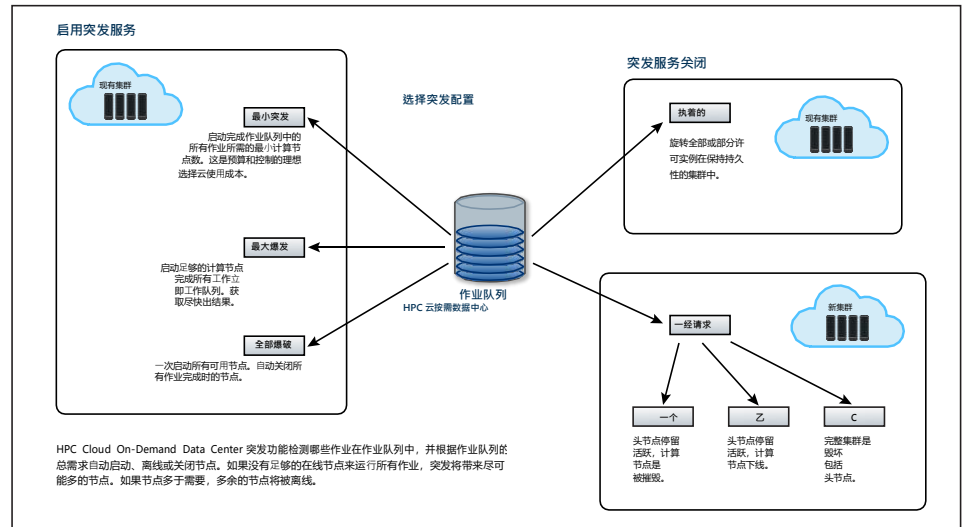 启用突发服务
现有集群
最小突发
启动完成作业队列中的
所有作业所需的最小计算节
点数。这是预算和控制的理想
选择云使用成本。
最大爆发
启动足够的计算节点
完成所有工作立
即工作队列。获
取尽快出结果。
全部爆破
一次启动所有可用节点。自动关闭所
有作业完成时的节点。
选择突发配置
作业队列
HPC 云按需数据中心
突发服务关闭
执着的
旋转全部或部分许
可实例在保持持久
性的集群中。
现有集群
新集群
一经请求
一个
头节点停留
活跃，计算
节点是
被摧毁。
乙
头节点停留
活跃，计算
节点下线。
C
完整集群是
毁坏
包括
头节点。
HPC Cloud On-Demand Data Center 突发功能检测哪些作业在作业队列中，并根据作业队列的
总需求自动启动、离线或关闭节点。如果没有足够的在线节点来运行所有作业，突发将带来尽可
能多的节点。如果节点多于需要，多余的节点将被离线。